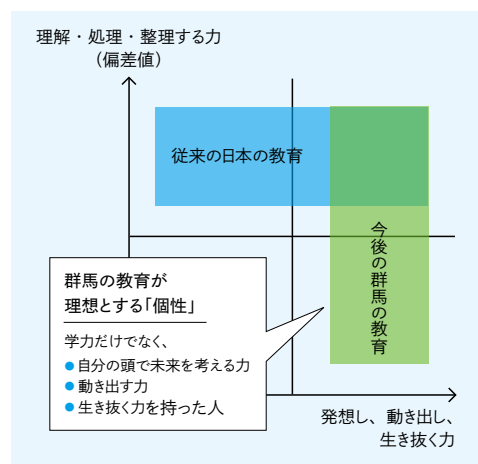 理解・処理・整理する力
（偏差値）
従来の日本の教育
今後の群馬の教育
群馬の教育が
理想とする「個性」
学力だけでなく、
●自分の頭で未来を考える力
●動き出す力
●生き抜く力を持った人
発想し、動き出し、
生き抜く力